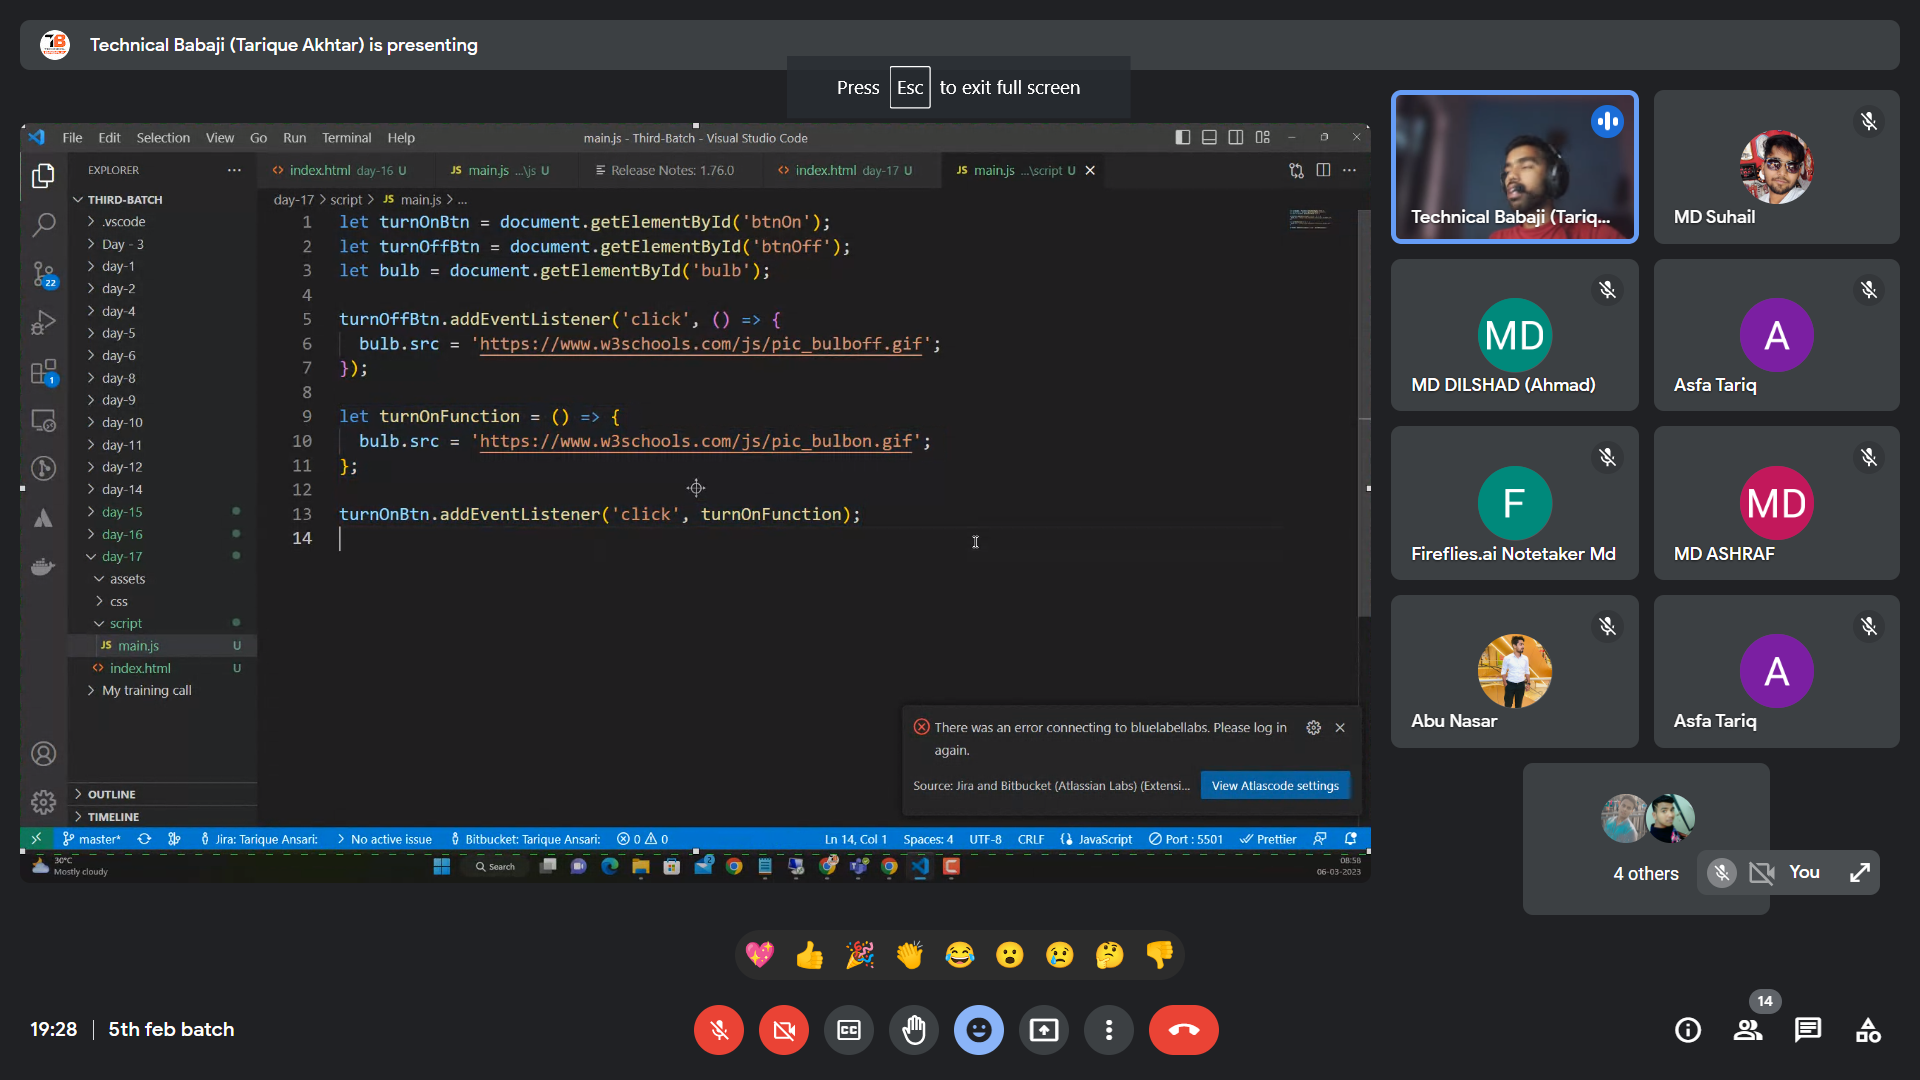 Technical Babaji (Tarique Akhtar) is presenting
Press Esc to exit full screen
File Edit Selection View Go Run Terminal Help
main.js - Third-Batch - Visual Studio Code
EXPLORER
index.html day-16 U
JS main.js ...\js U
Release Notes: 1.76.0
index.html day-17 U
JS main.js ...\script U
THIRD-BATCH
.vscode
Day - 3
day-1
day-2
day-4
day-5
day-6
day-8
day-9
day-10
day-11
day-12
day-14
day-15
day-16
day-17
assets
css
script
JS main.js U
index.html U
My training call
OUTLINE
TIMELINE
22
1
day-17 > script > JS main.js > ...
1 let turnOnBtn = document.getElementById('btnOn');
2 let turnOffBtn = document.getElementById('btnOff');
3 let bulb = document.getElementById('bulb');
4
5 turnOffBtn.addEventListener('click', () => {
6 bulb.src = 'https://www.w3schools.com/js/pic_bulboff.gif';
7 });
8
9 let turnOnFunction = () => {
10 bulb.src = 'https://www.w3schools.com/js/pic_bulbon.gif';
11 };
12
13 turnOnBtn.addEventListener('click', turnOnFunction);
14
There was an error connecting to bluelabellabs. Please log in
again.
Source: Jira and Bitbucket (Atlassian Labs) (Extensi...
View Atlascode settings
master* Jira: Tarique Ansari: No active issue Bitbucket: Tarique Ansari: 0 0
Ln 14, Col 1 Spaces: 4 UTF-8 CRLF JavaScript Port : 5501 Prettier
30°C
Mostly cloudy
Search
08:58
06-03-2023
Technical Babaji (Tariq...
MD Suhail
MD
MD DILSHAD (Ahmad)
A
Asfa Tariq
F
Fireflies.ai Notetaker Md
MD
MD ASHRAF
Abu Nasar
A
Asfa Tariq
4 others
You
19:28 | 5th feb batch
CC
14